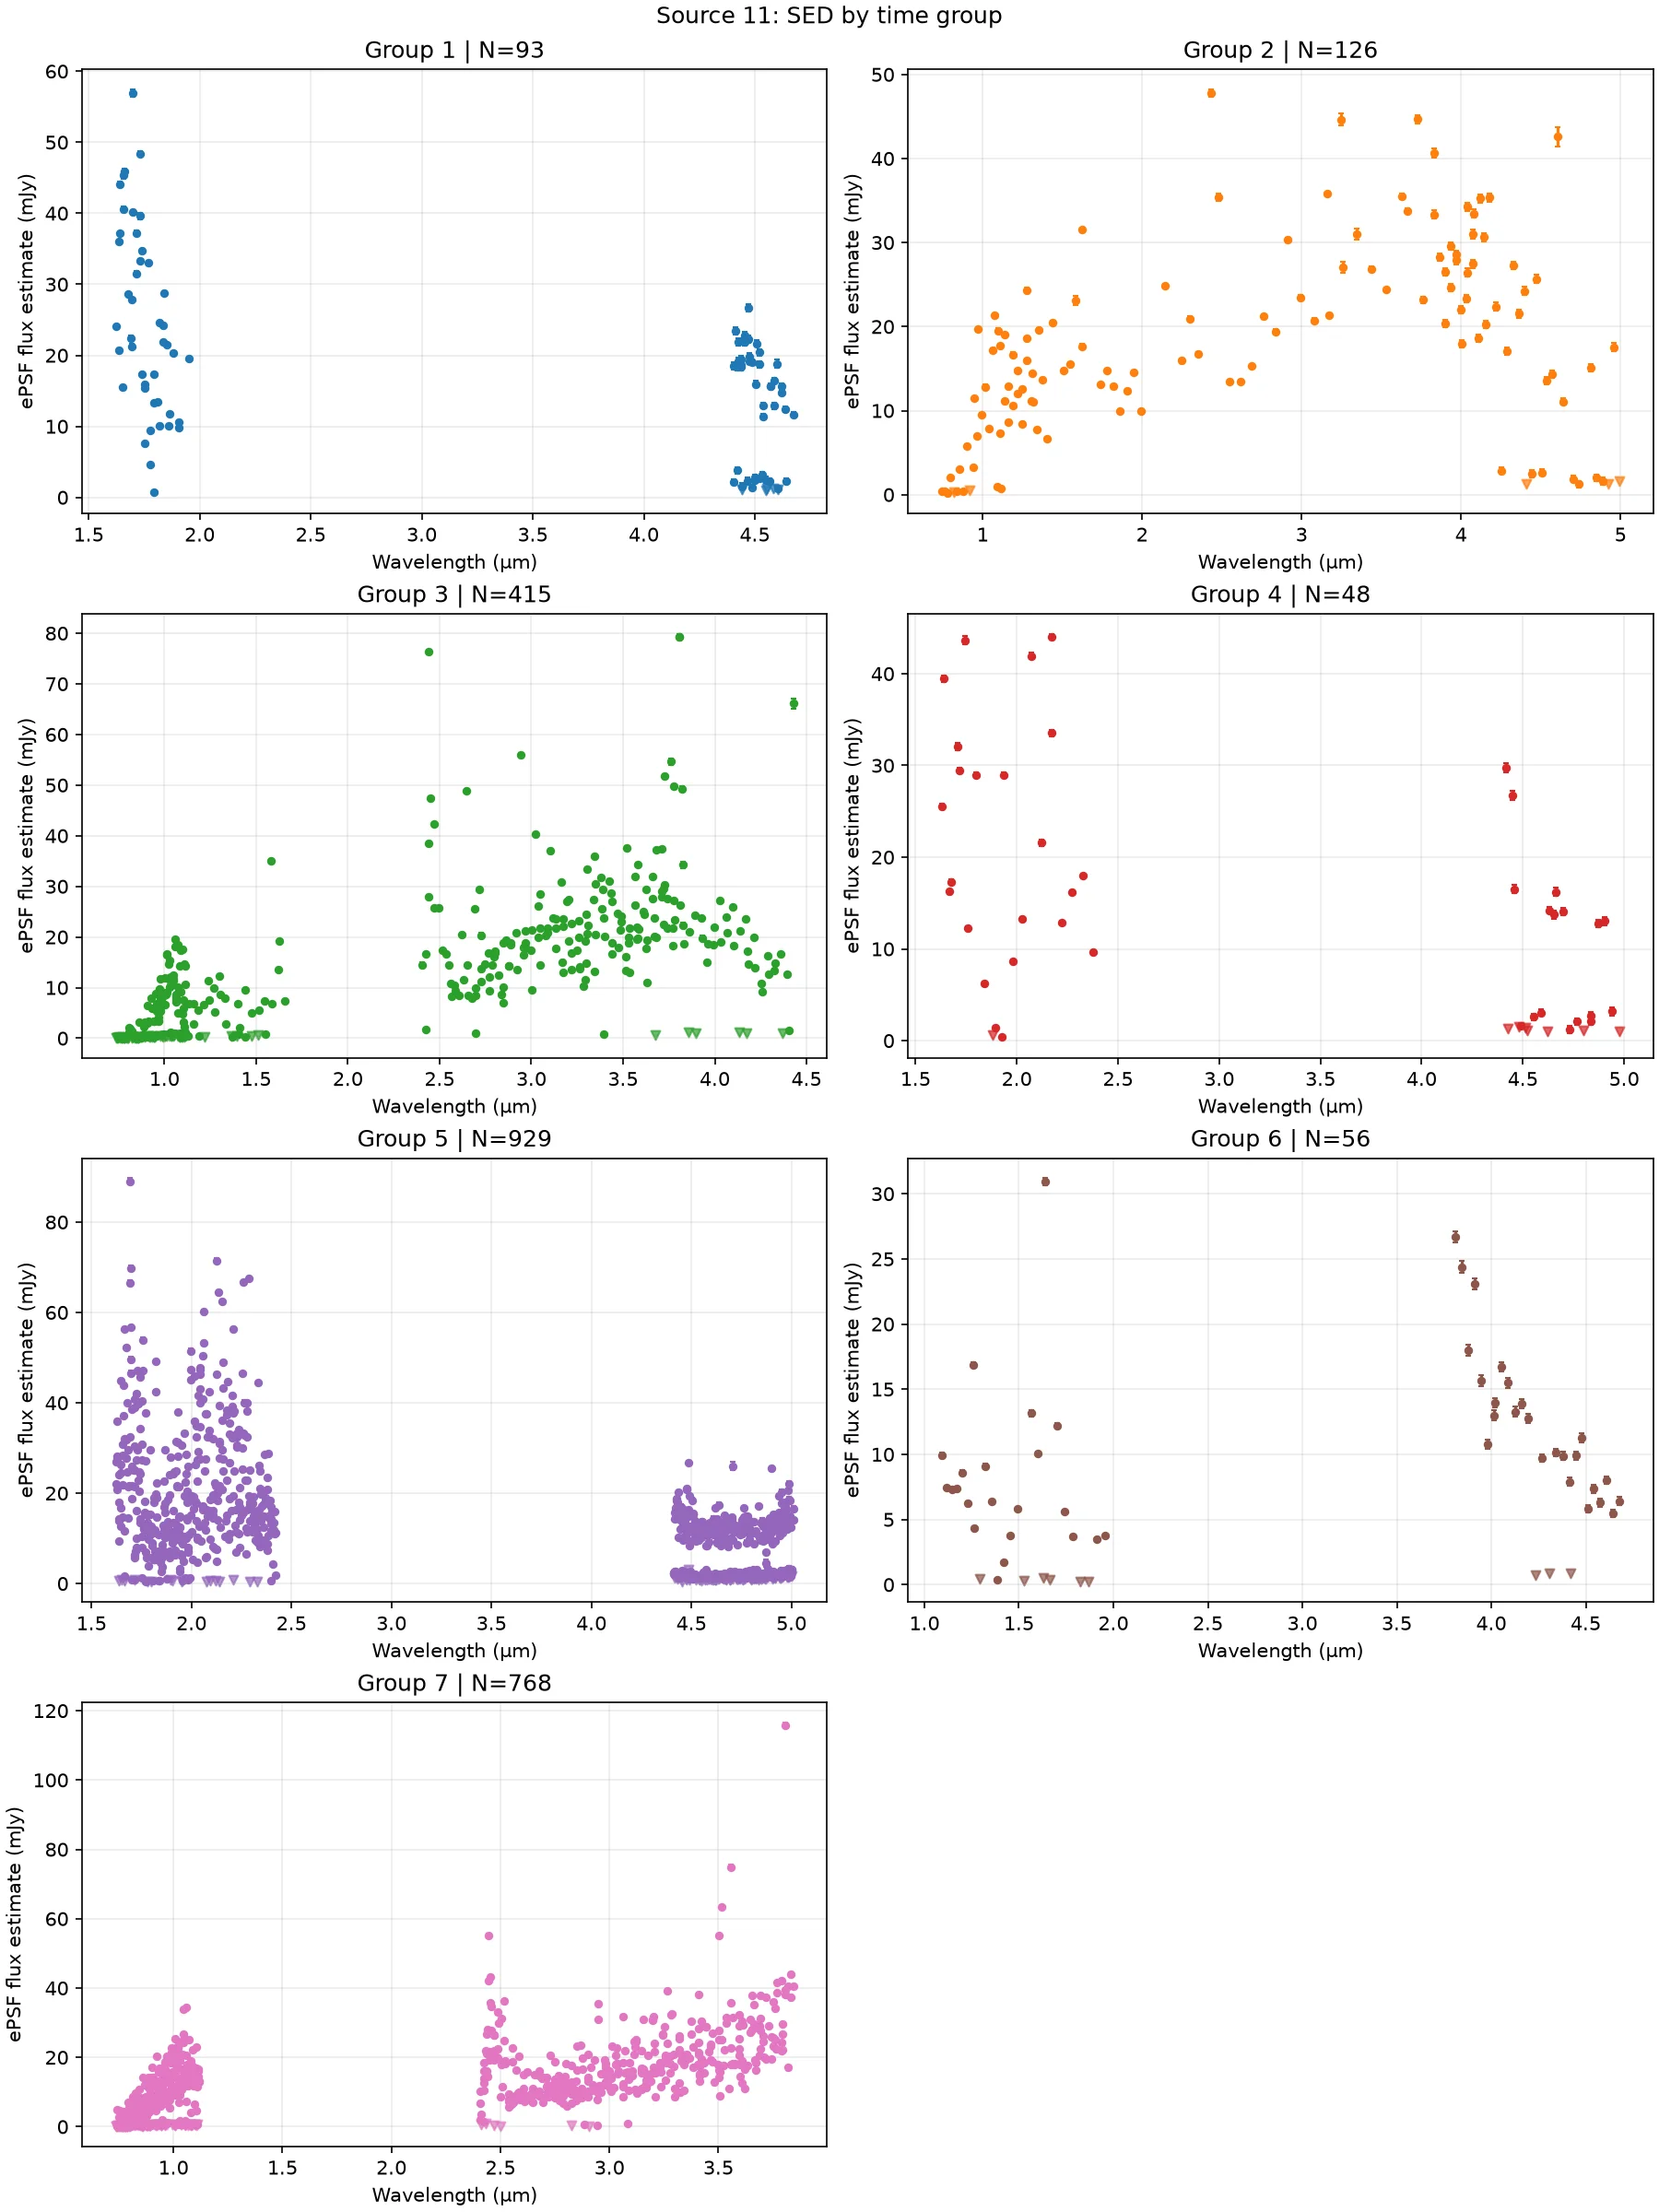 Source 11: SED by time group
Group 1 | N=93
ePSF flux estimate (mJy)
60
50
40
30
20
10
0
1.5 2.0 2.5 3.0 3.5 4.0 4.5
Wavelength (µm)
Group 2 | N=126
ePSF flux estimate (mJy)
50
40
30
20
10
0
1 2 3 4 5
Wavelength (µm)
Group 3 | N=415
ePSF flux estimate (mJy)
80
70
60
50
40
30
20
10
0
1.0 1.5 2.0 2.5 3.0 3.5 4.0 4.5
Wavelength (µm)
Group 4 | N=48
ePSF flux estimate (mJy)
40
30
20
10
0
1.5 2.0 2.5 3.0 3.5 4.0 4.5 5.0
Wavelength (µm)
Group 5 | N=929
ePSF flux estimate (mJy)
80
60
40
20
0
1.5 2.0 2.5 3.0 3.5 4.0 4.5 5.0
Wavelength (µm)
Group 6 | N=56
ePSF flux estimate (mJy)
30
25
20
15
10
5
0
1.0 1.5 2.0 2.5 3.0 3.5 4.0 4.5
Wavelength (µm)
Group 7 | N=768
ePSF flux estimate (mJy)
120
100
80
60
40
20
0
1.0 1.5 2.0 2.5 3.0 3.5
Wavelength (µm)